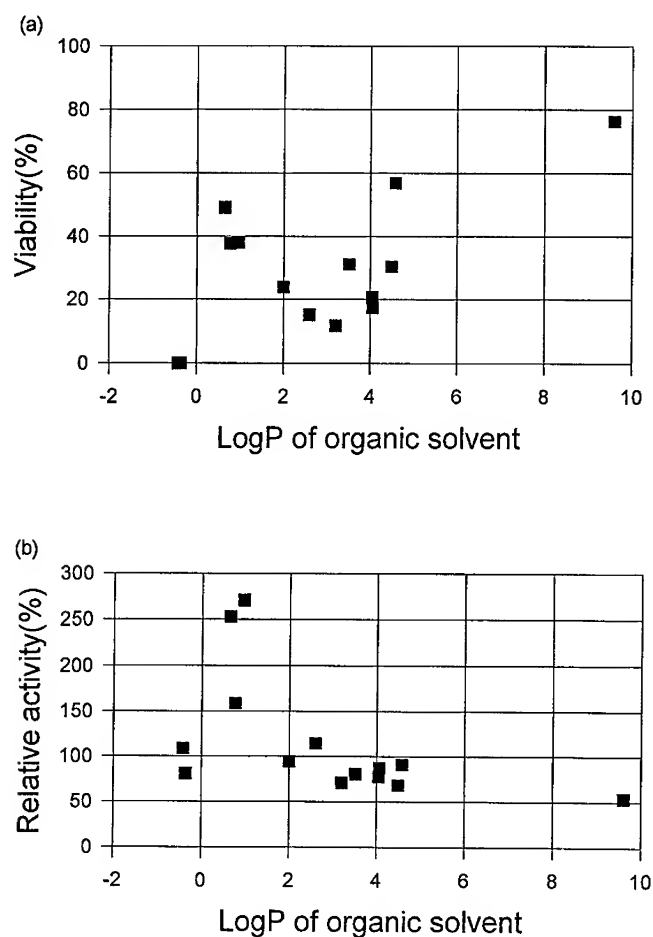 (a)
100
80
60
40
20
0
Viability(%)
-2 0 2 4 6 8 10
LogP of organic solvent
(b)
300
250
200
150
100
50
0
Relative activity(%)
-2 0 2 4 6 8 10
LogP of organic solvent